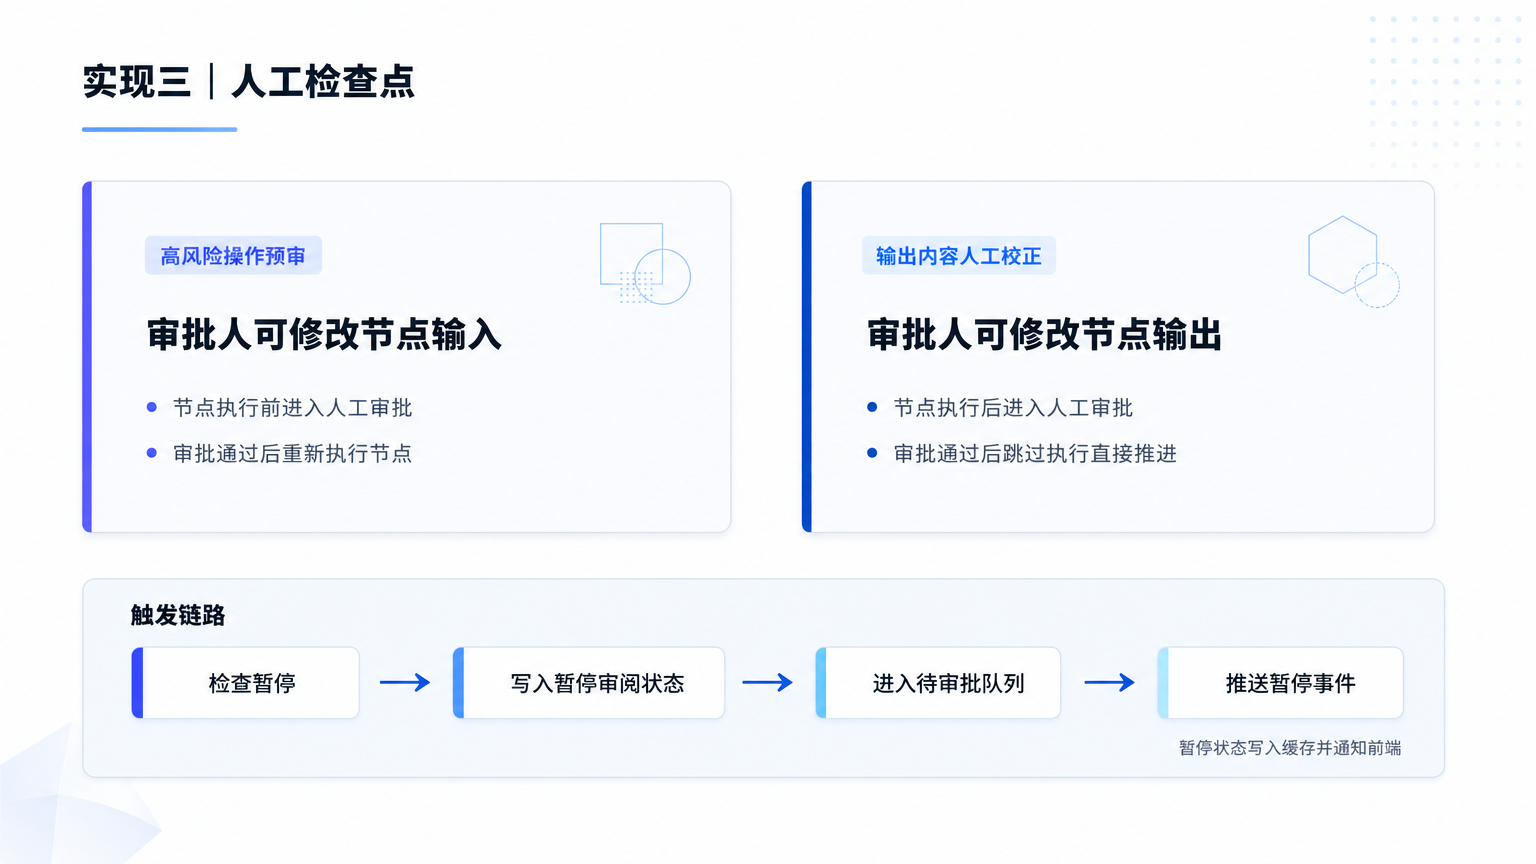 实现三｜人工检查点
高风险操作预审
审批人可修改节点输入
节点执行前进入人工审批
审批通过后重新执行节点
输出内容人工校正
审批人可修改节点输出
节点执行后进入人工审批
审批通过后跳过执行直接推进
触发链路
检查暂停
写入暂停审阅状态
进入待审批队列
推送暂停事件
暂停状态写入缓存并通知前端